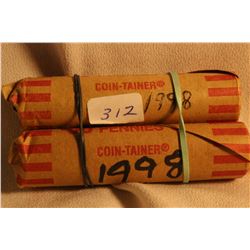 COIN-TAINER®
312 1998
PENNIES
COIN-TAINER®
1998